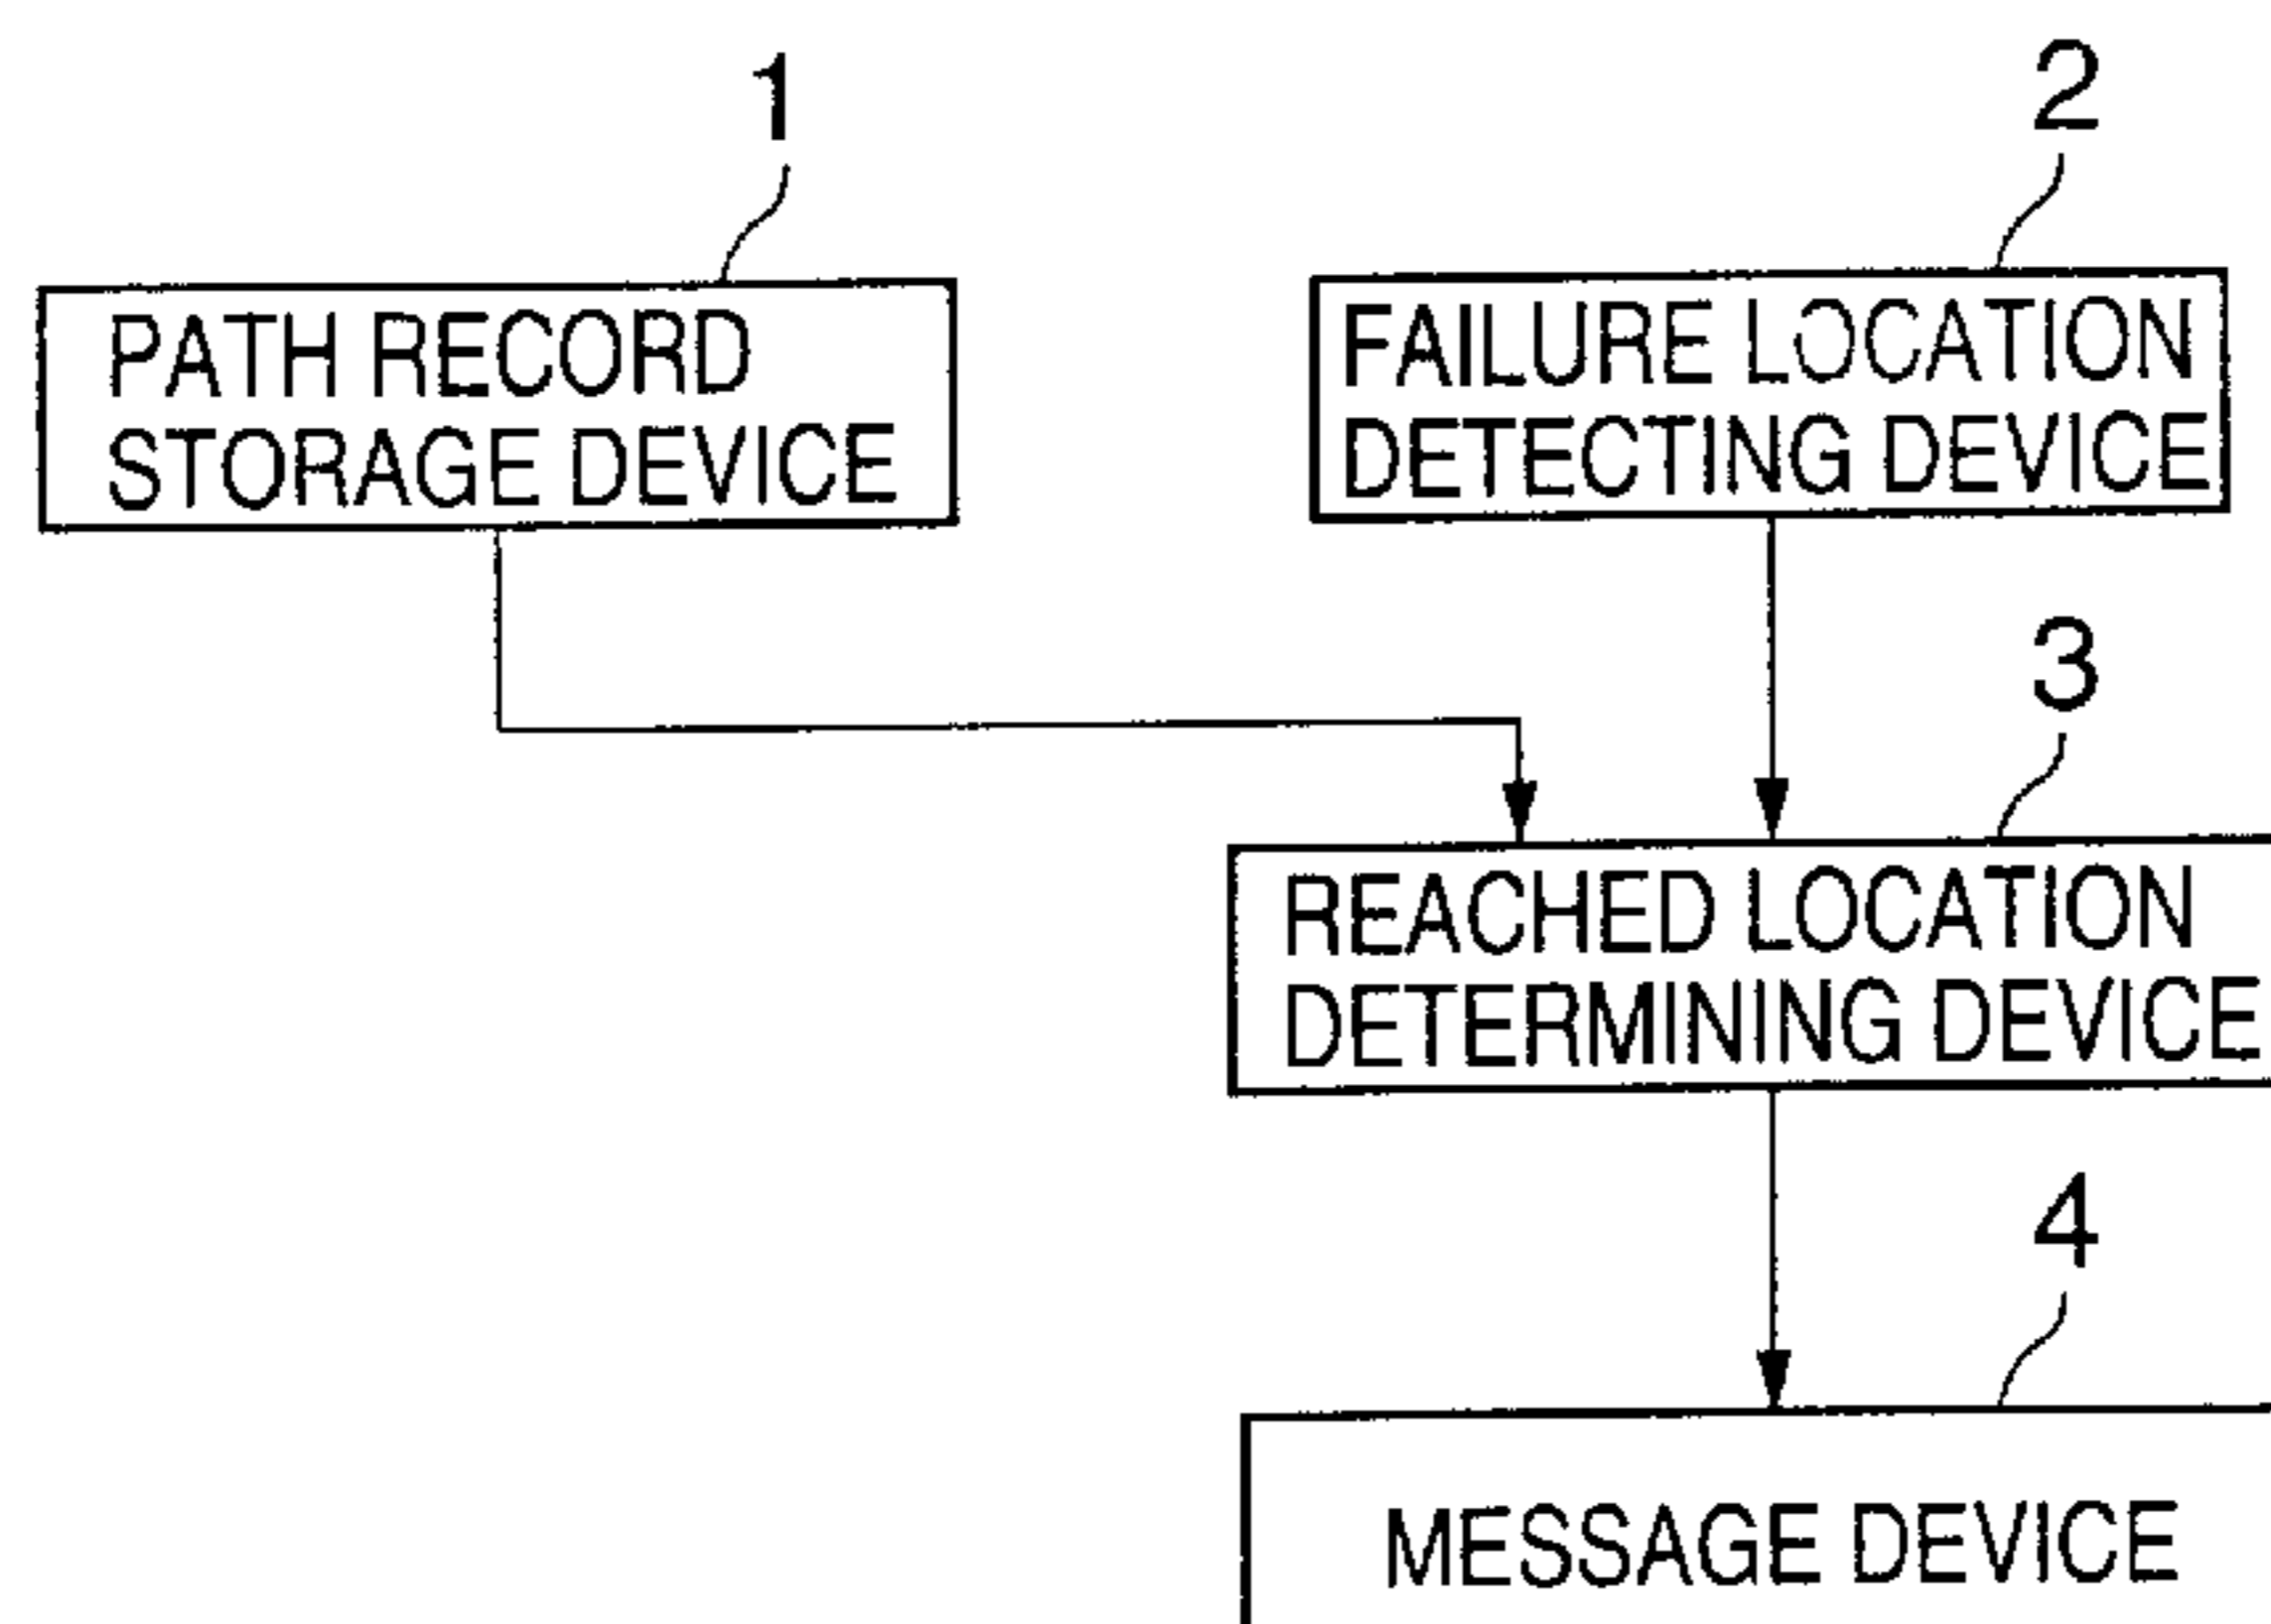 1
2
PATH RECORD
STORAGE DEVICE
FAILURE LOCATION
DETECTING DEVICE
3
REACHED LOCATION
DETERMINING DEVICE
4
MESSAGE DEVICE